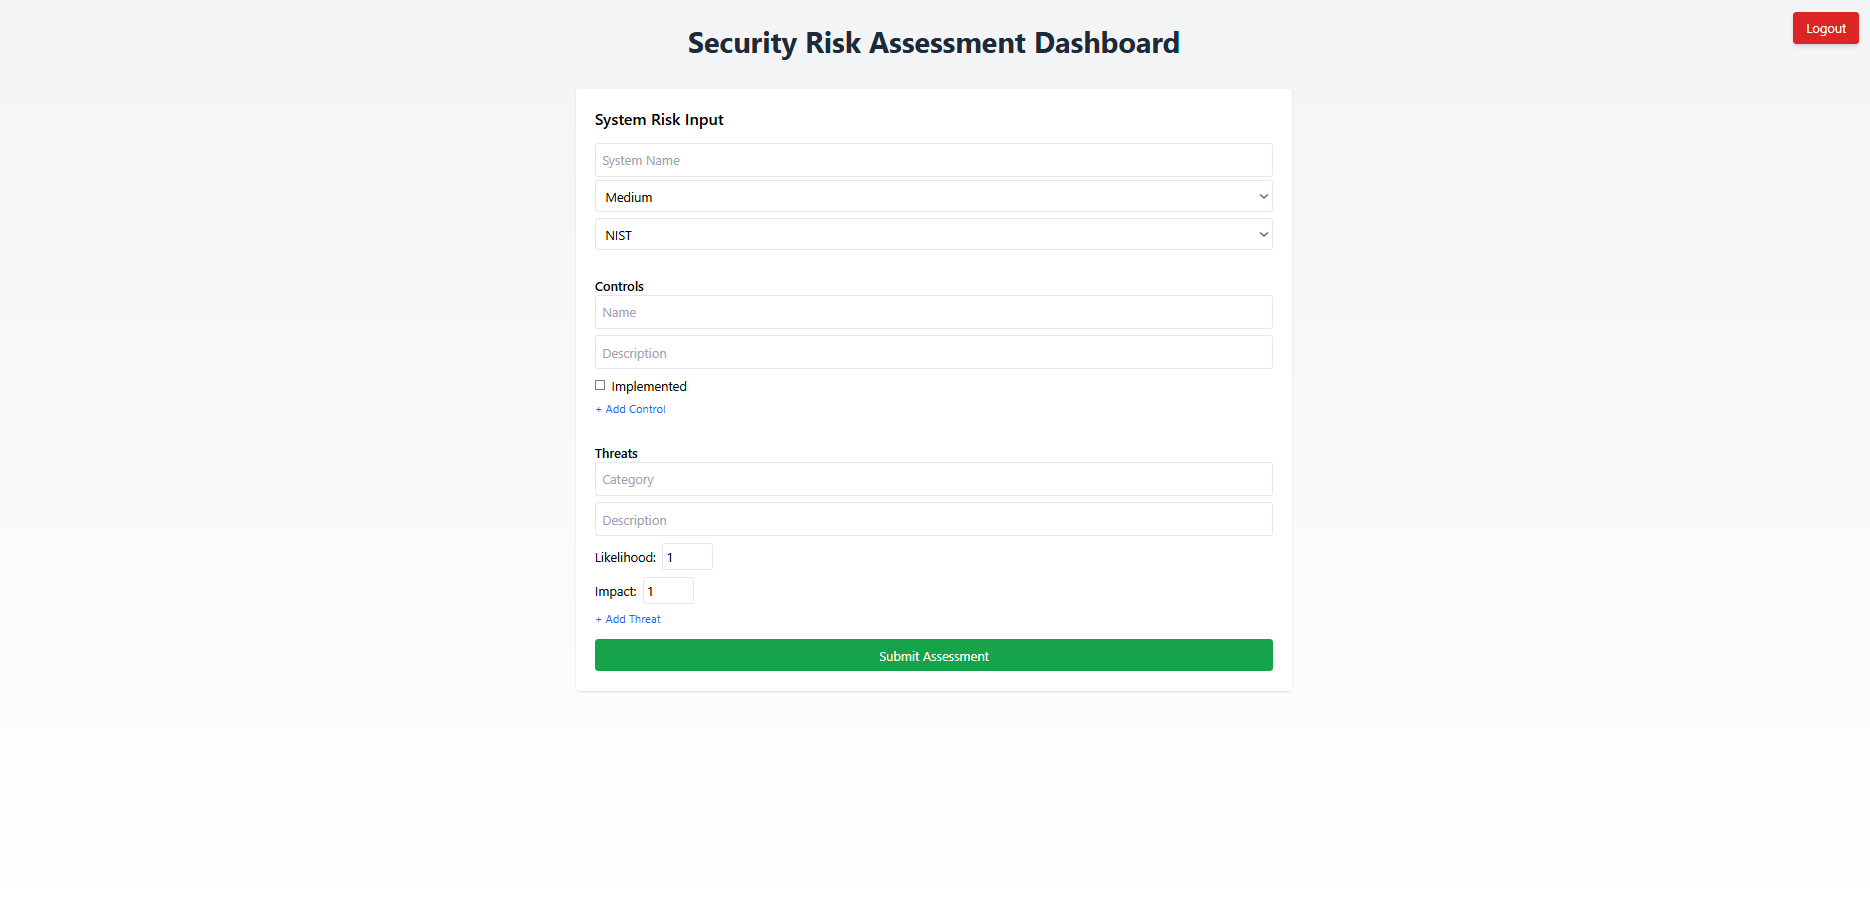 Logout
Security Risk Assessment Dashboard
System Risk Input
System Name
Medium
NIST
Controls
Name
Description
Implemented
+ Add Control
Threats
Category
Description
Likelihood: 1
Impact: 1
+ Add Threat
Submit Assessment